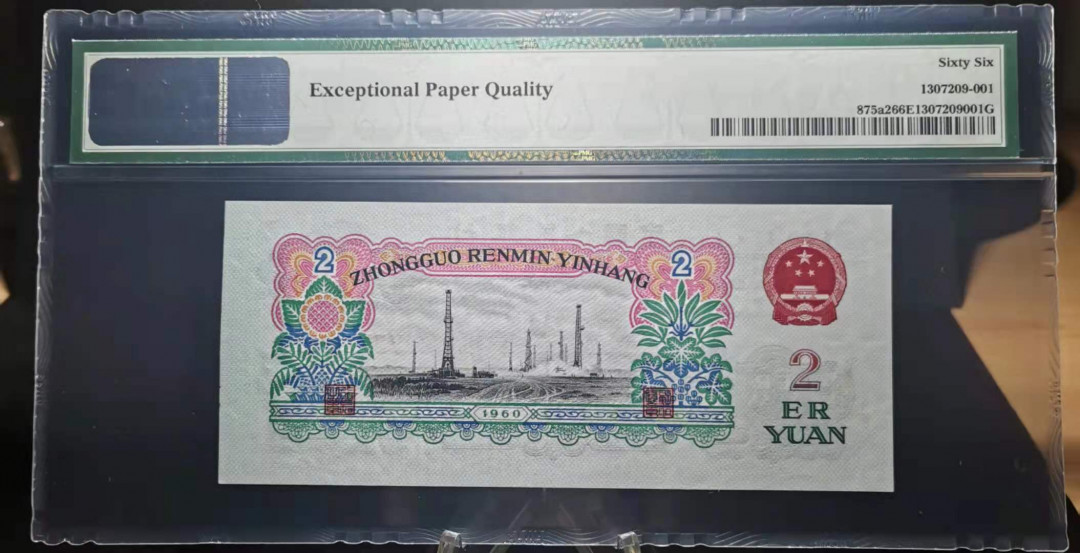 Exceptional Paper Quality
Sixty Six
1307209-001
875a266E1307209001G
2 ZHONGGUO RENMIN YINHANG 2
1960
2
ER
YUAN